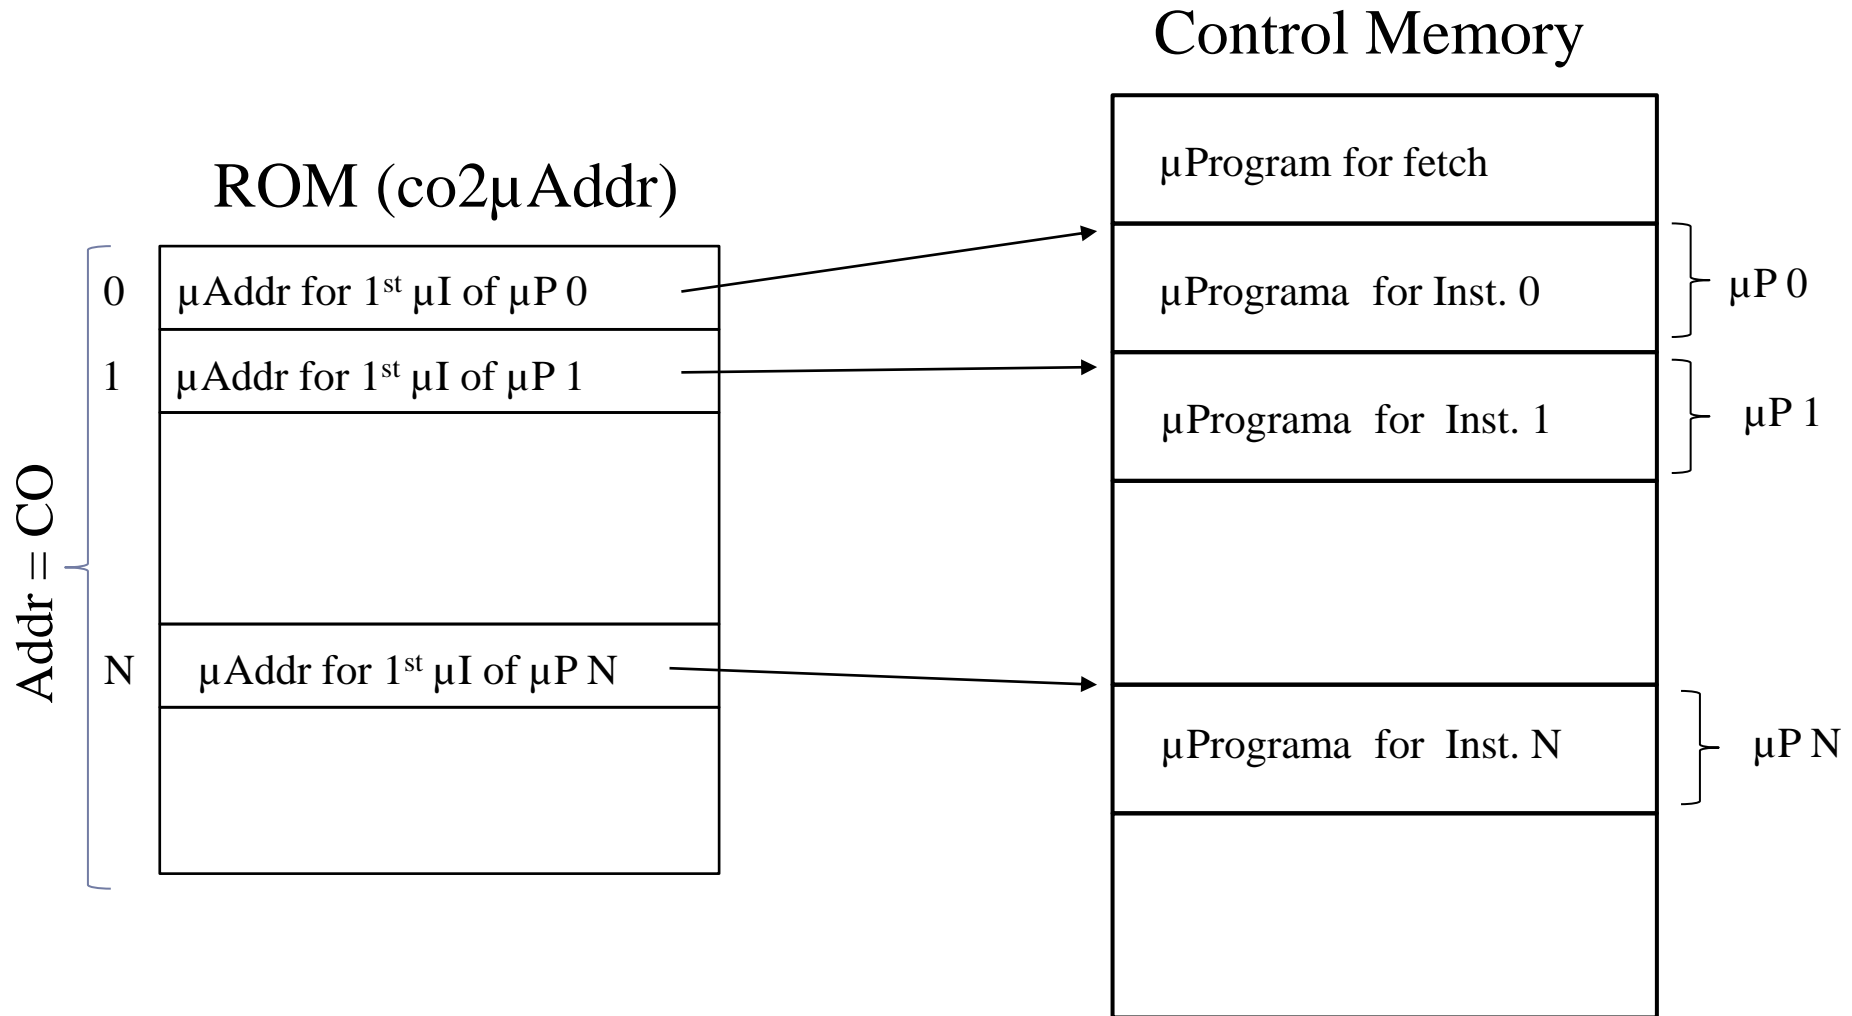 Control Memory
ROM (co2µAddr)
µProgram for fetch
0 µAddr for 1st µI of µP 0
µPrograma for Inst. 0
µP 0
1 µAddr for 1st µI of µP 1
µPrograma for Inst. 1
µP 1
Addr = CO
N µAddr for 1st µI of µP N
µPrograma for Inst. N
µP N